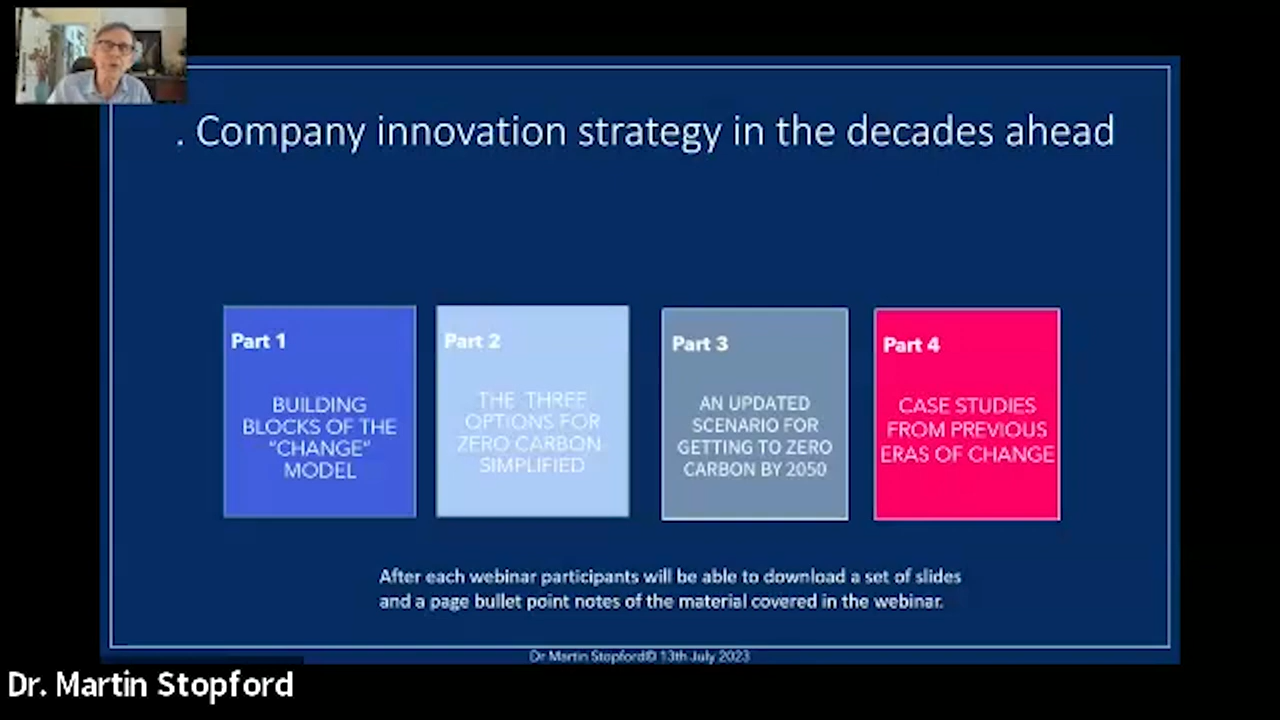 . Company innovation strategy in the decades ahead
Part 1
BUILDING
BLOCKS OF THE
“CHANGE”
MODEL
Part 2
THE THREE
OPTIONS FOR
ZERO CARBON
SIMPLIFIED
Part 3
AN UPDATED
SCENARIO FOR
GETTING TO ZERO
CARBON BY 2050
Part 4
CASE STUDIES
FROM PREVIOUS
ERAS OF CHANGE
After each webinar participants will be able to download a set of slides
and a page bullet point notes of the material covered in the webinar.
Dr Martin Stopford© 13th July 2023
Dr. Martin Stopford